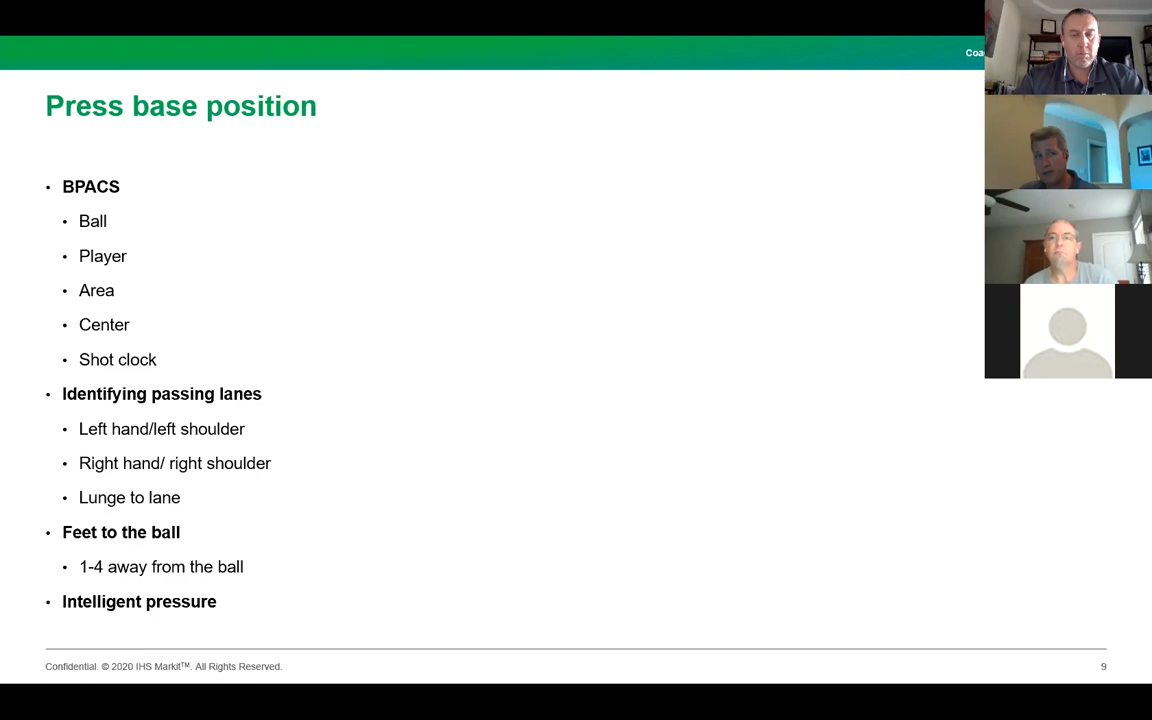 Press base position
• BPACS
• Ball
• Player
• Area
• Center
• Shot clock
• Identifying passing lanes
• Left hand/left shoulder
• Right hand/ right shoulder
• Lunge to lane
• Feet to the ball
• 1-4 away from the ball
• Intelligent pressure
Confidential. © 2020 IHS Markit™. All Rights Reserved.
9